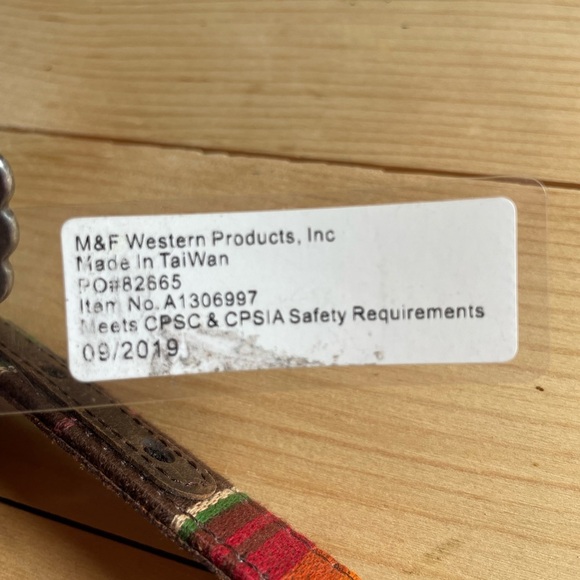 M&F Western Products, Inc
Made In TaiWan
PO#82665
Item No. A1306997
Meets CPSC & CPSIA Safety Requirements
09/2019